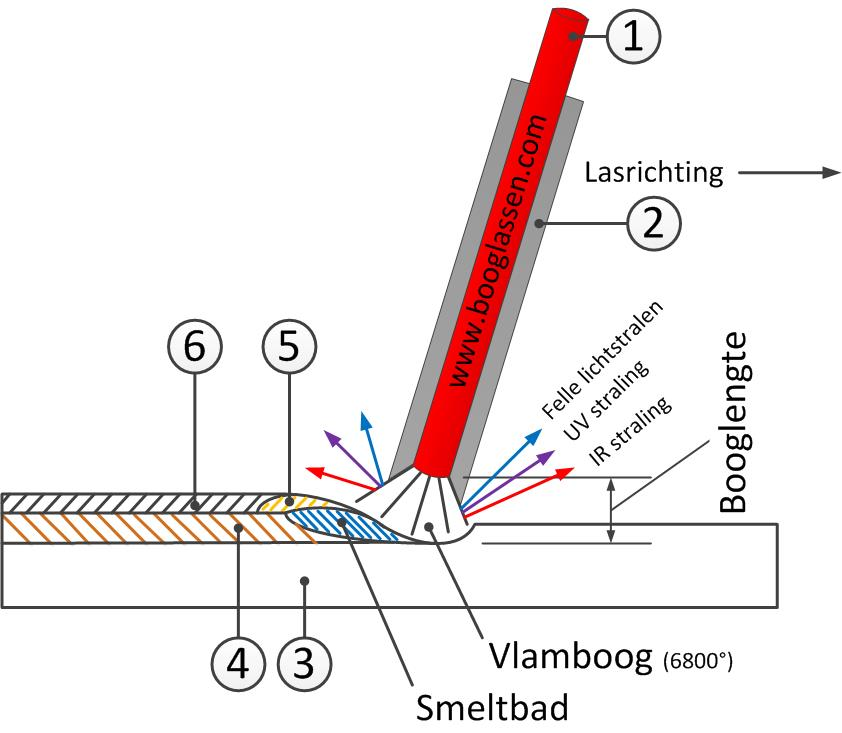 1
Lasrichting
2
www.booglassen.com
6
5
Felle lichtstralen
UV straling
IR straling
Booglengte
4
3
Vlamboog (6800°)
Smeltbad